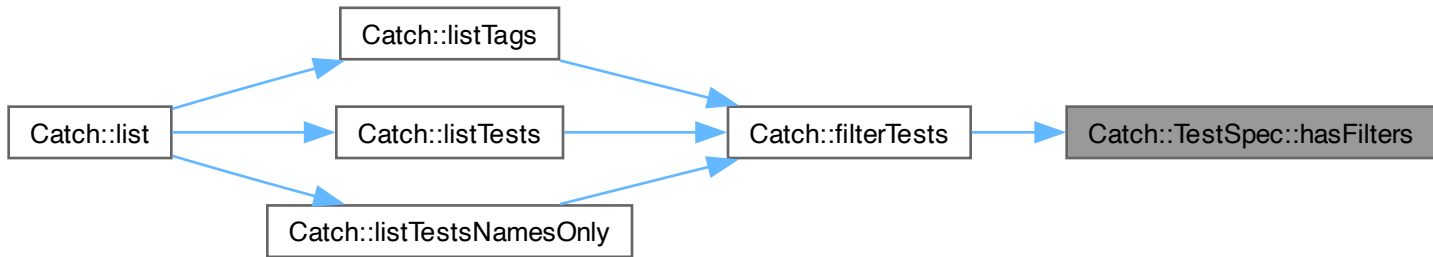 Catch::listTags
Catch::list
Catch::listTests
Catch::filterTests
Catch::TestSpec::hasFilters
Catch::listTestsNamesOnly